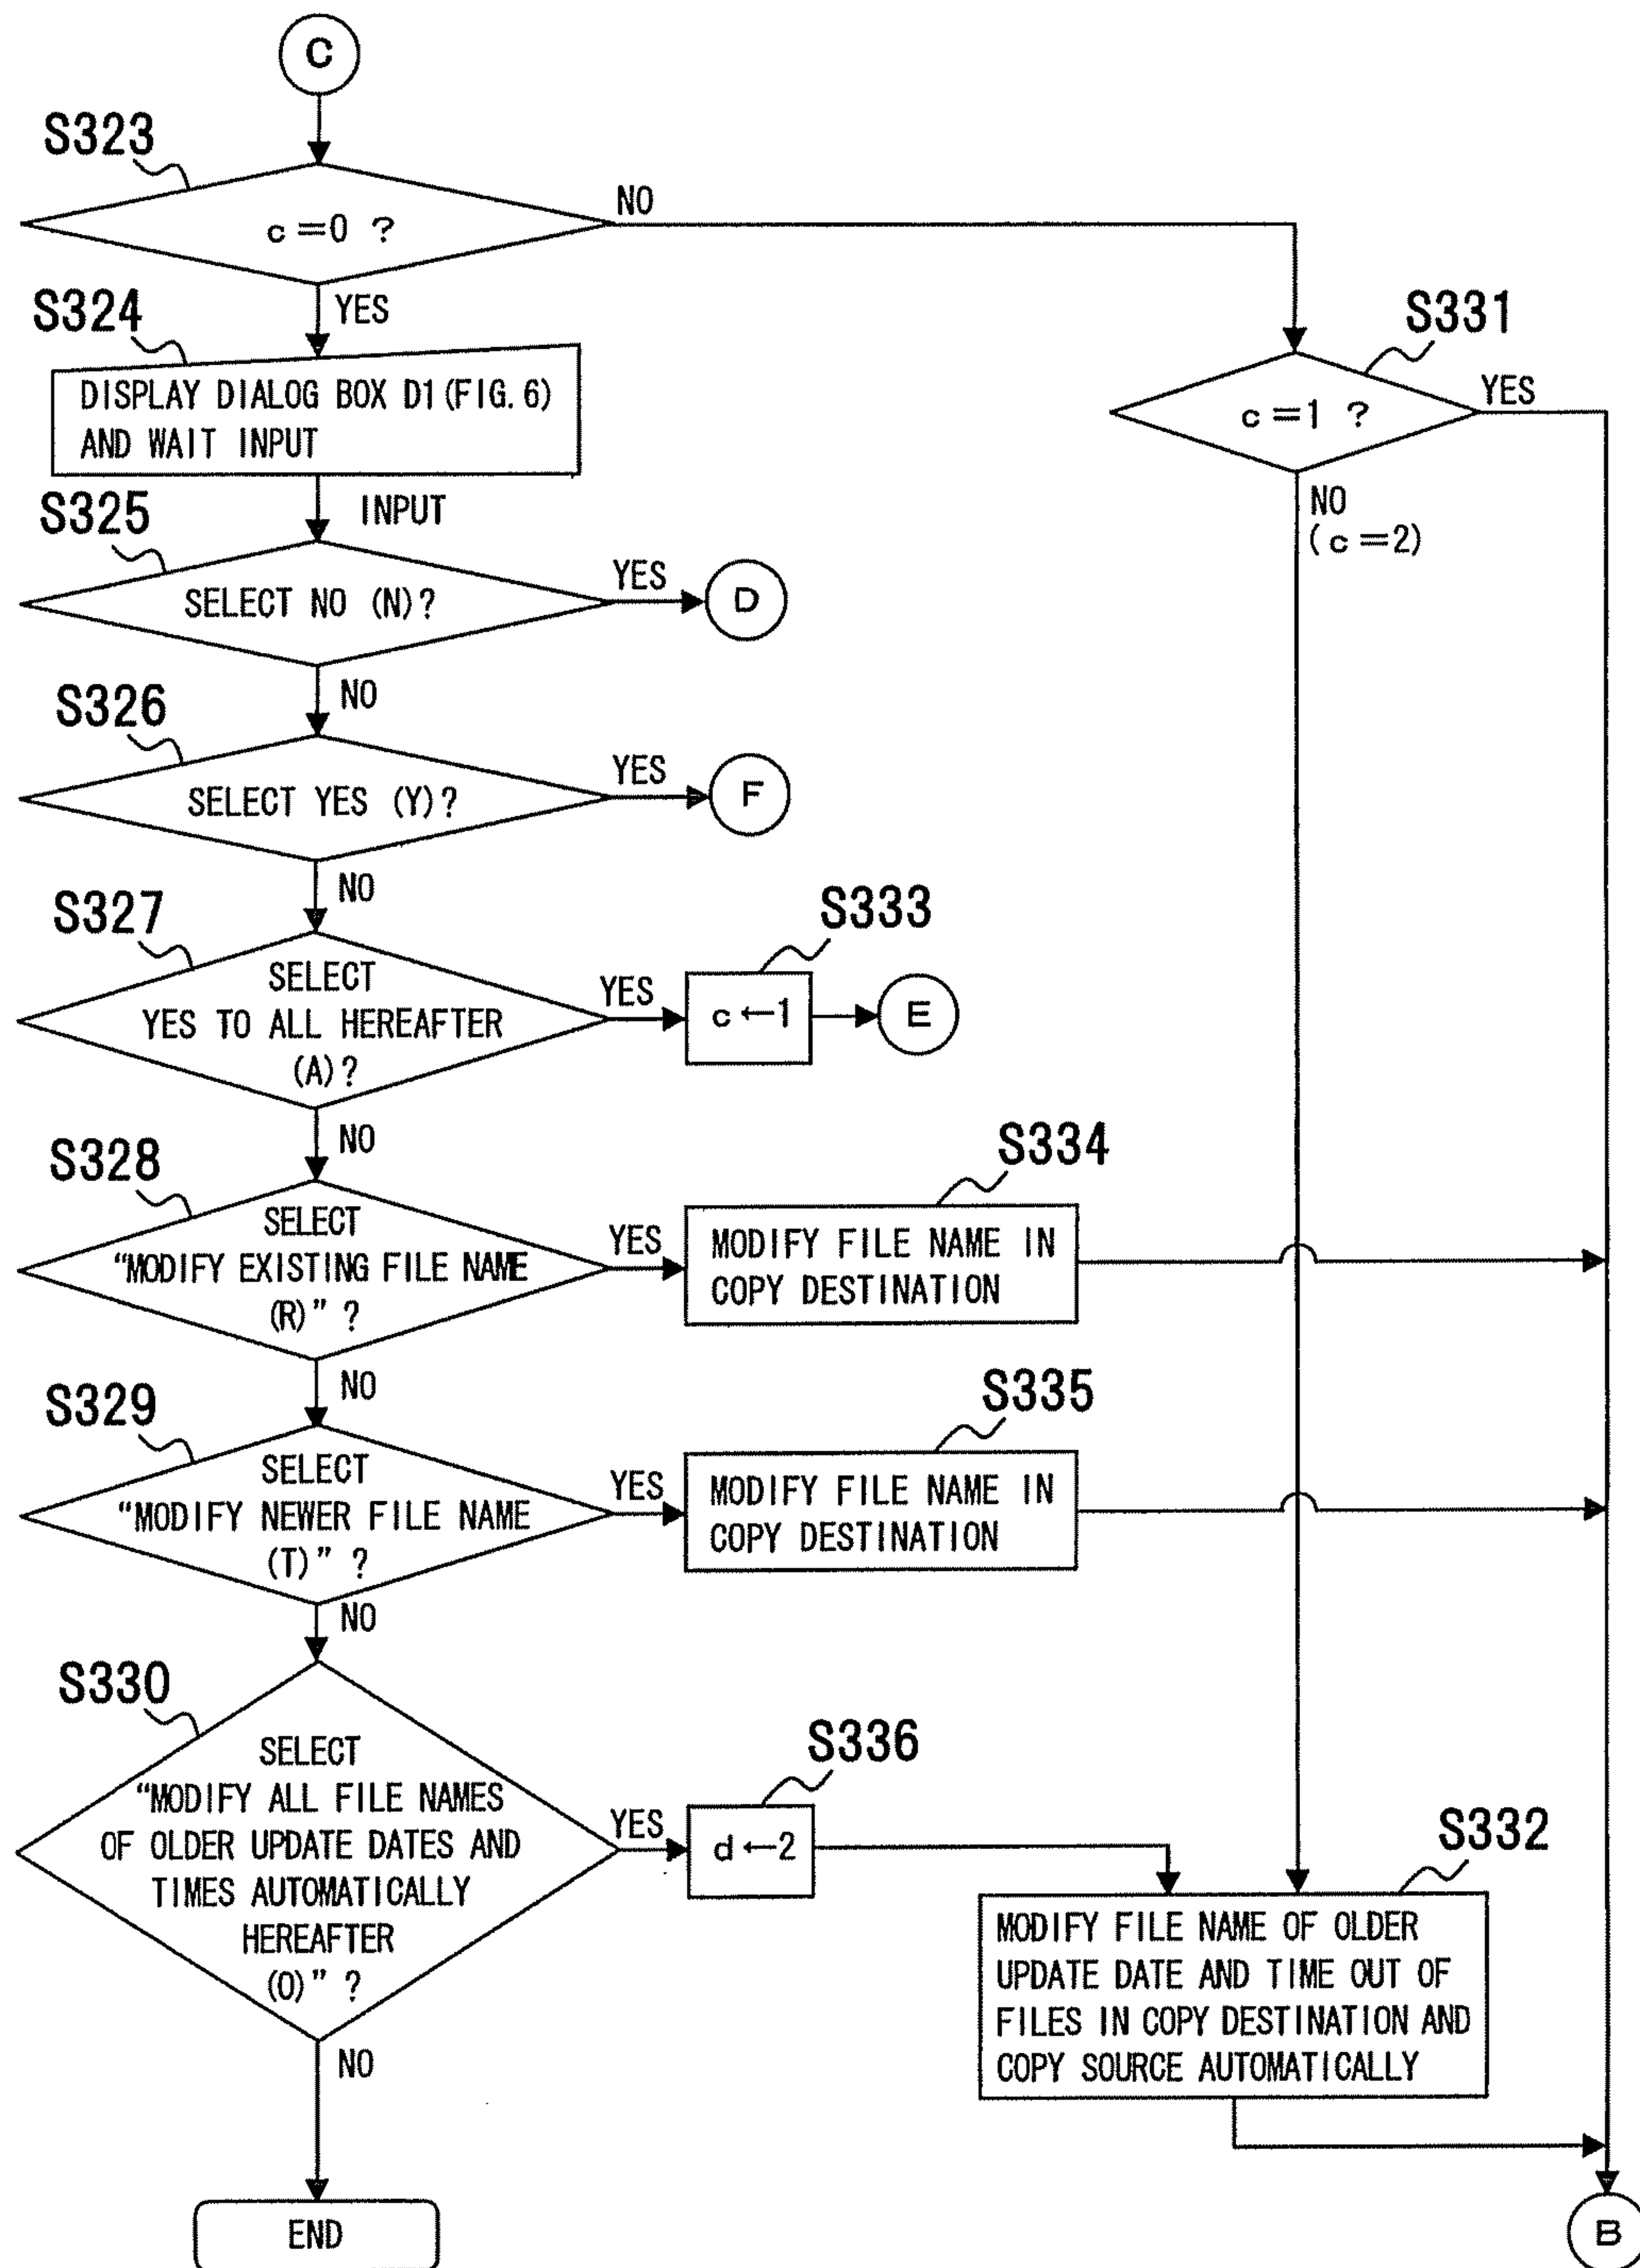 C
S323
c=0 ?
NO
YES
S324
DISPLAY DIALOG BOX D1(FIG.6)
AND WAIT INPUT
S331
c=1 ?
YES
NO
(c=2)
INPUT
S325
SELECT NO (N)?
YES
D
NO
S326
SELECT YES (Y)?
YES
F
NO
S327
SELECT
YES TO ALL HEREAFTER
(A)?
YES
S333
c←1
E
NO
S328
SELECT
“MODIFY EXISTING FILE NAME
(R)” ?
YES
S334
MODIFY FILE NAME IN
COPY DESTINATION
NO
S329
SELECT
“MODIFY NEWER FILE NAME
(T)” ?
YES
S335
MODIFY FILE NAME IN
COPY DESTINATION
NO
S330
SELECT
“MODIFY ALL FILE NAMES
OF OLDER UPDATE DATES AND
TIMES AUTOMATICALLY
HEREAFTER
(O)” ?
YES
S336
d←2
S332
MODIFY FILE NAME OF OLDER
UPDATE DATE AND TIME OUT OF
FILES IN COPY DESTINATION AND
COPY SOURCE AUTOMATICALLY
NO
END
B